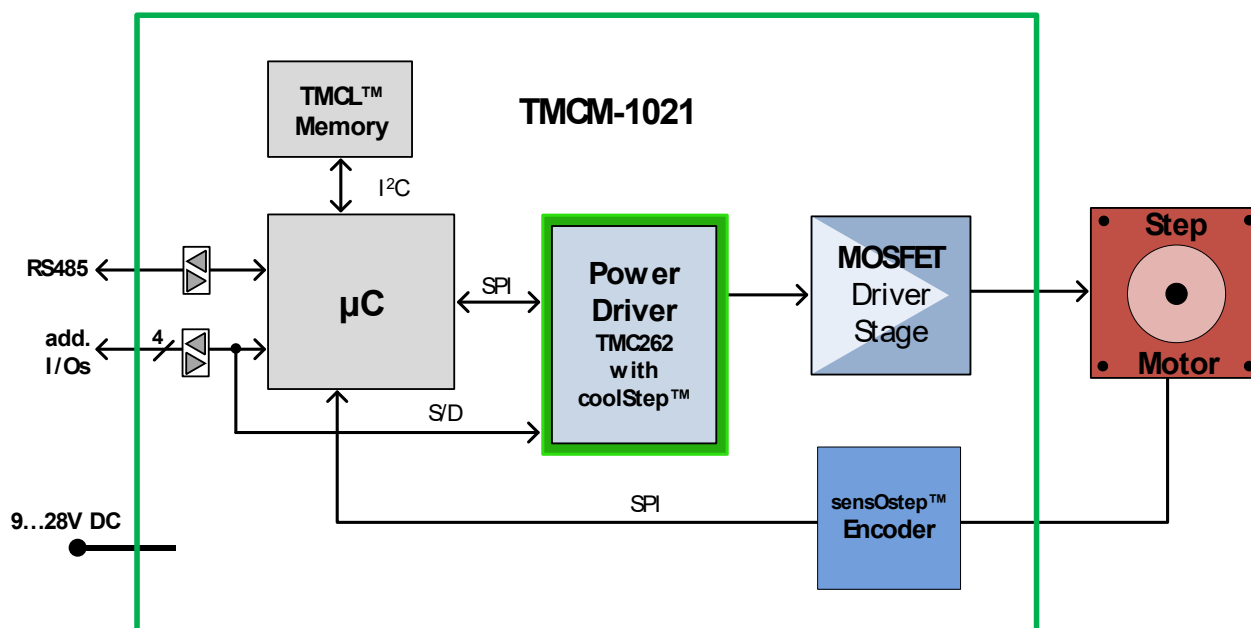 TMCM-1021
TMCL™
Memory
I²C
RS485
add.
I/Os
4
µC
SPI
S/D
Power
Driver
TMC262
with
coolStep™
MOSFET
Driver
Stage
Step
Motor
SPI
sensOstep™
Encoder
9...28V DC